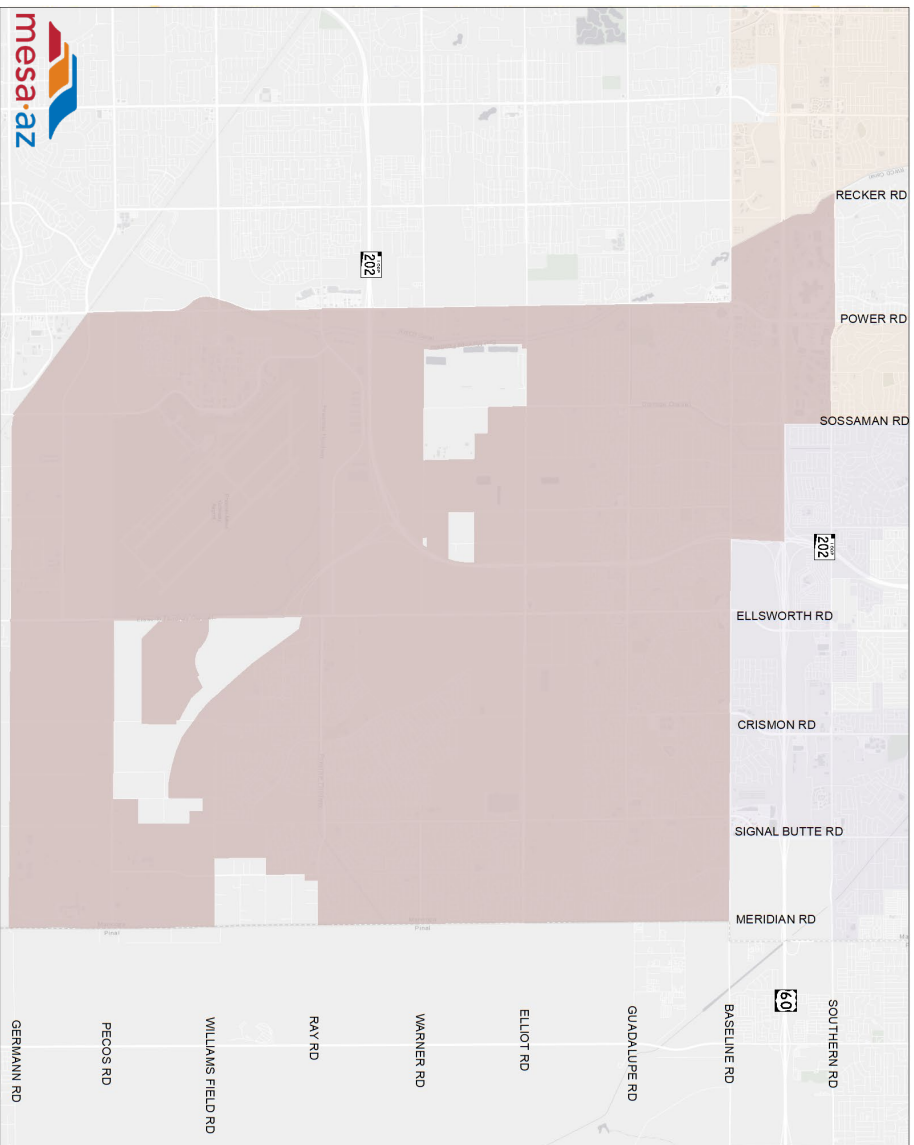 mesa·az
RECKER RD
POWER RD
SOSSAMAN RD
202
202
ELLSWORTH RD
CRISMON RD
SIGNAL BUTTE RD
MERIDIAN RD
60
SOUTHERN RD
BASELINE RD
GUADALUPE RD
ELLIOT RD
WARNER RD
RAY RD
WILLIAMS FIELD RD
PECOS RD
GERMANN RD
Pinal
Pinal